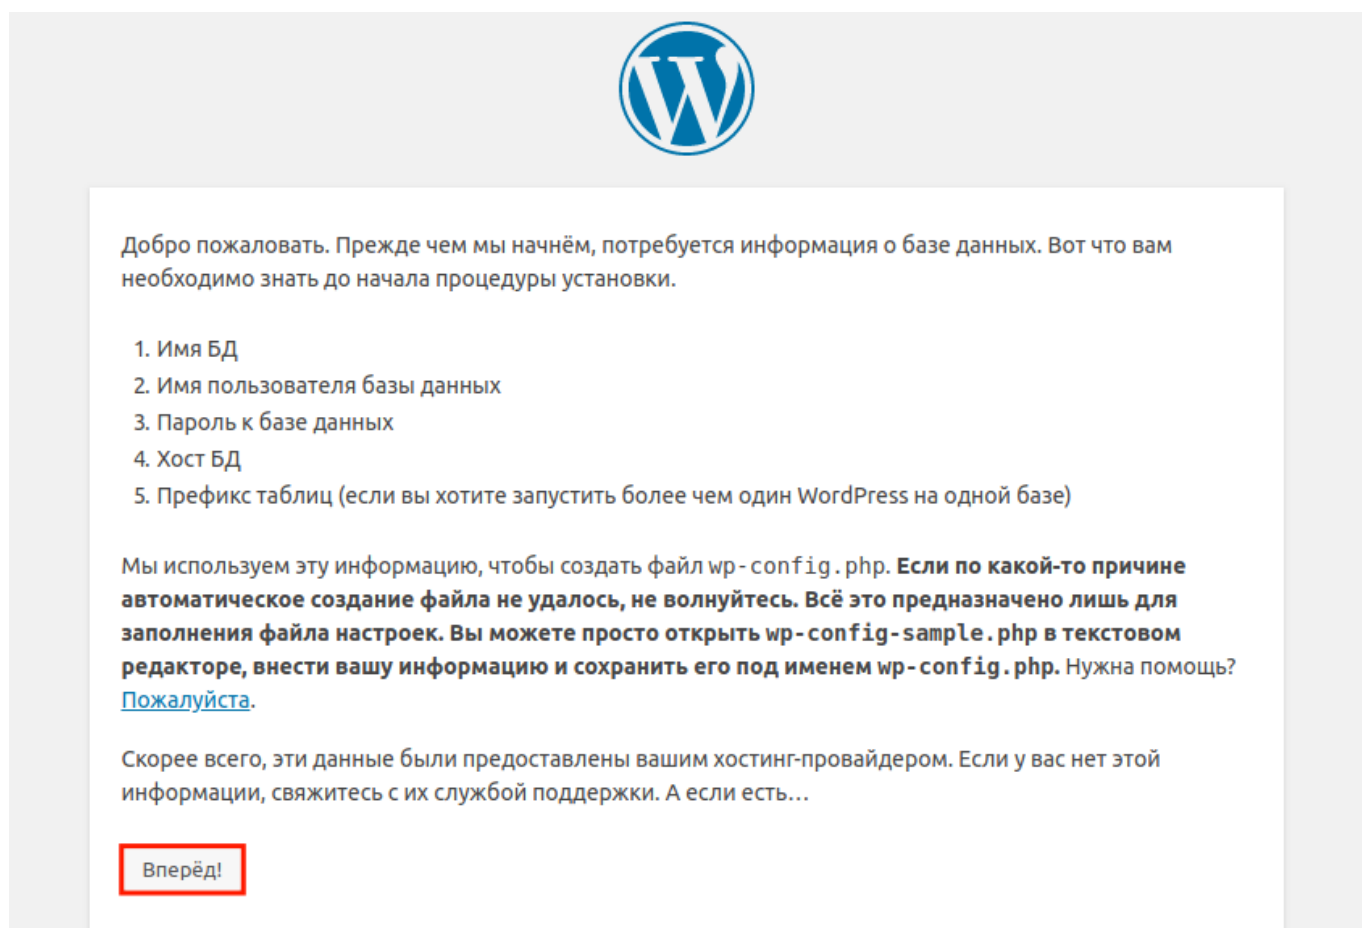 Добро пожаловать. Прежде чем мы начнём, потребуется информация о базе данных. Вот что вам
необходимо знать до начала процедуры установки.
1. Имя БД
2. Имя пользователя базы данных
3. Пароль к базе данных
4. Хост БД
5. Префикс таблиц (если вы хотите запустить более чем один WordPress на одной базе)
Мы используем эту информацию, чтобы создать файл wp-config.php. Если по какой-то причине
автоматическое создание файла не удалось, не волнуйтесь. Всё это предназначено лишь для
заполнения файла настроек. Вы можете просто открыть wp-config-sample.php в текстовом
редакторе, внести вашу информацию и сохранить его под именем wp-config.php. Нужна помощь?
Пожалуйста.
Скорее всего, эти данные были предоставлены вашим хостинг-провайдером. Если у вас нет этой
информации, свяжитесь с их службой поддержки. А если есть…
Вперёд!